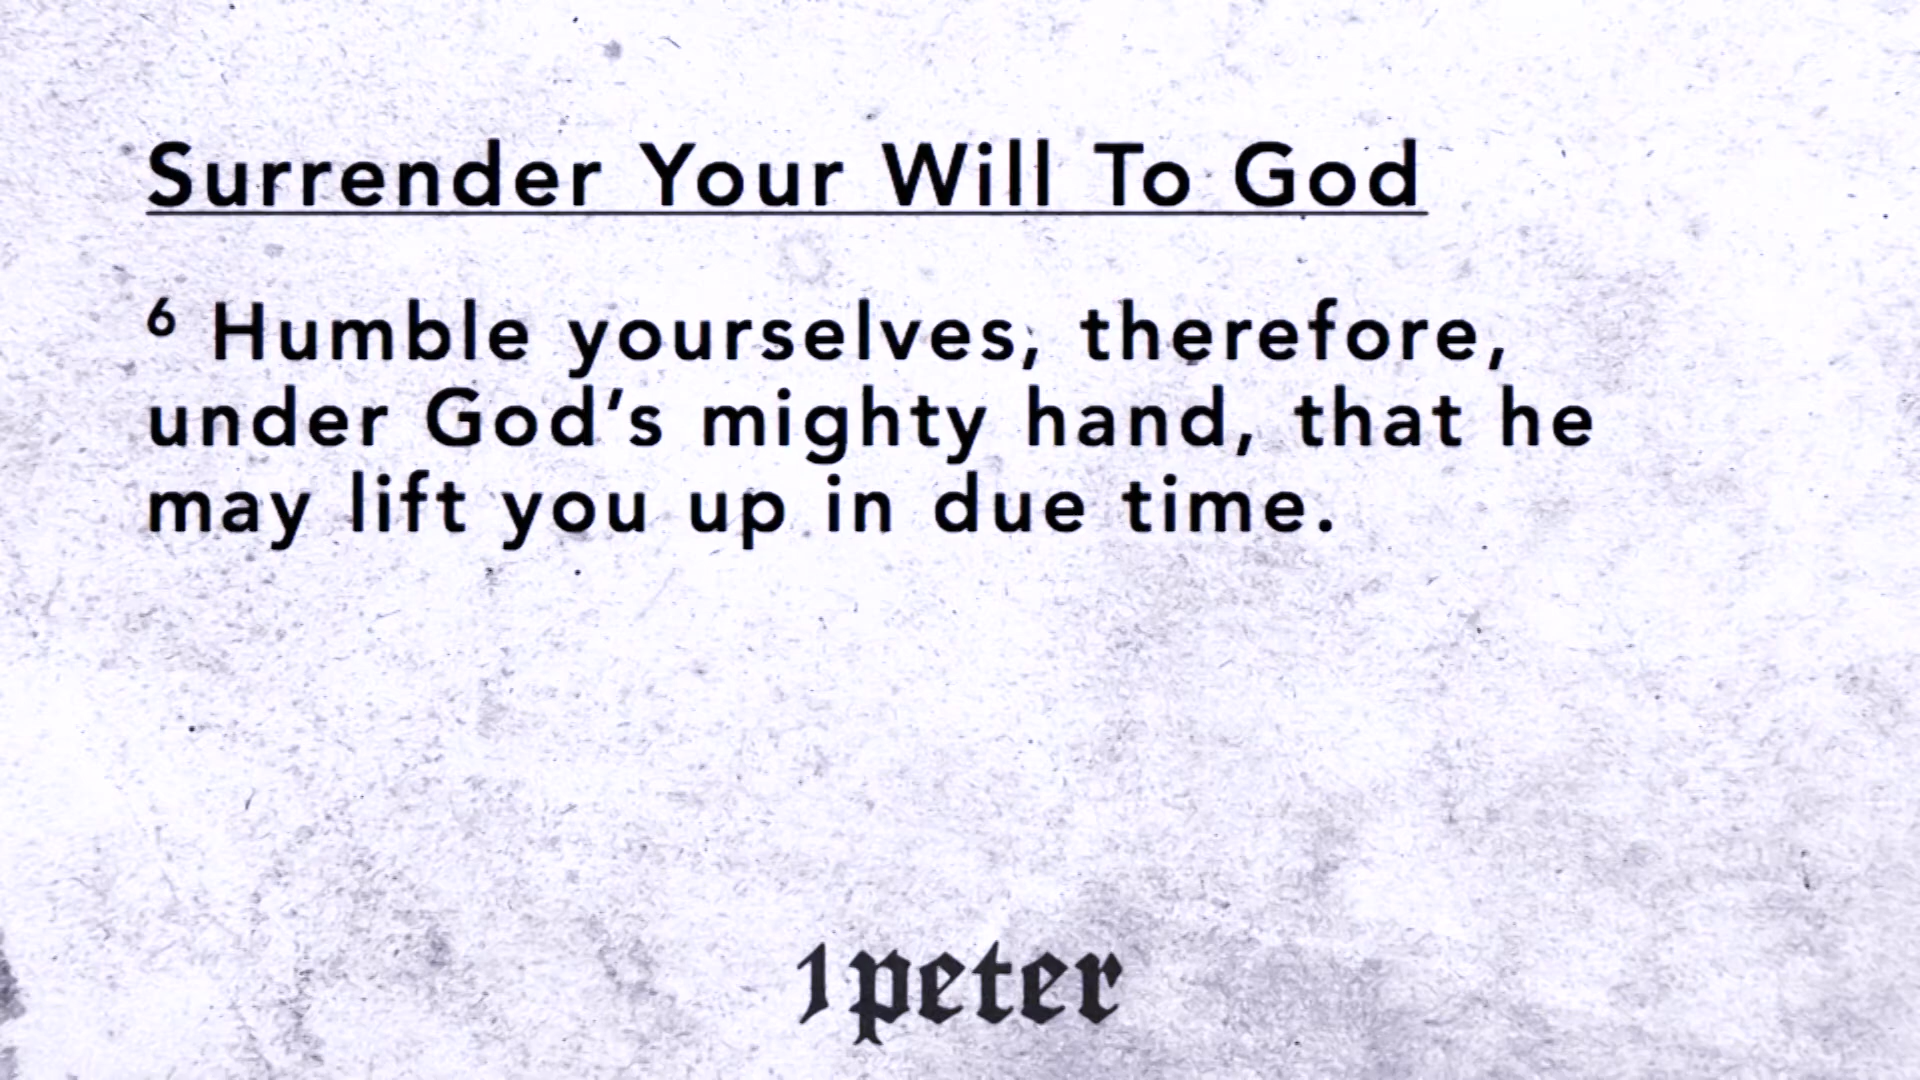 Surrender Your Will To God
6 Humble yourselves, therefore,
under God’s mighty hand, that he
may lift you up in due time.
1peter